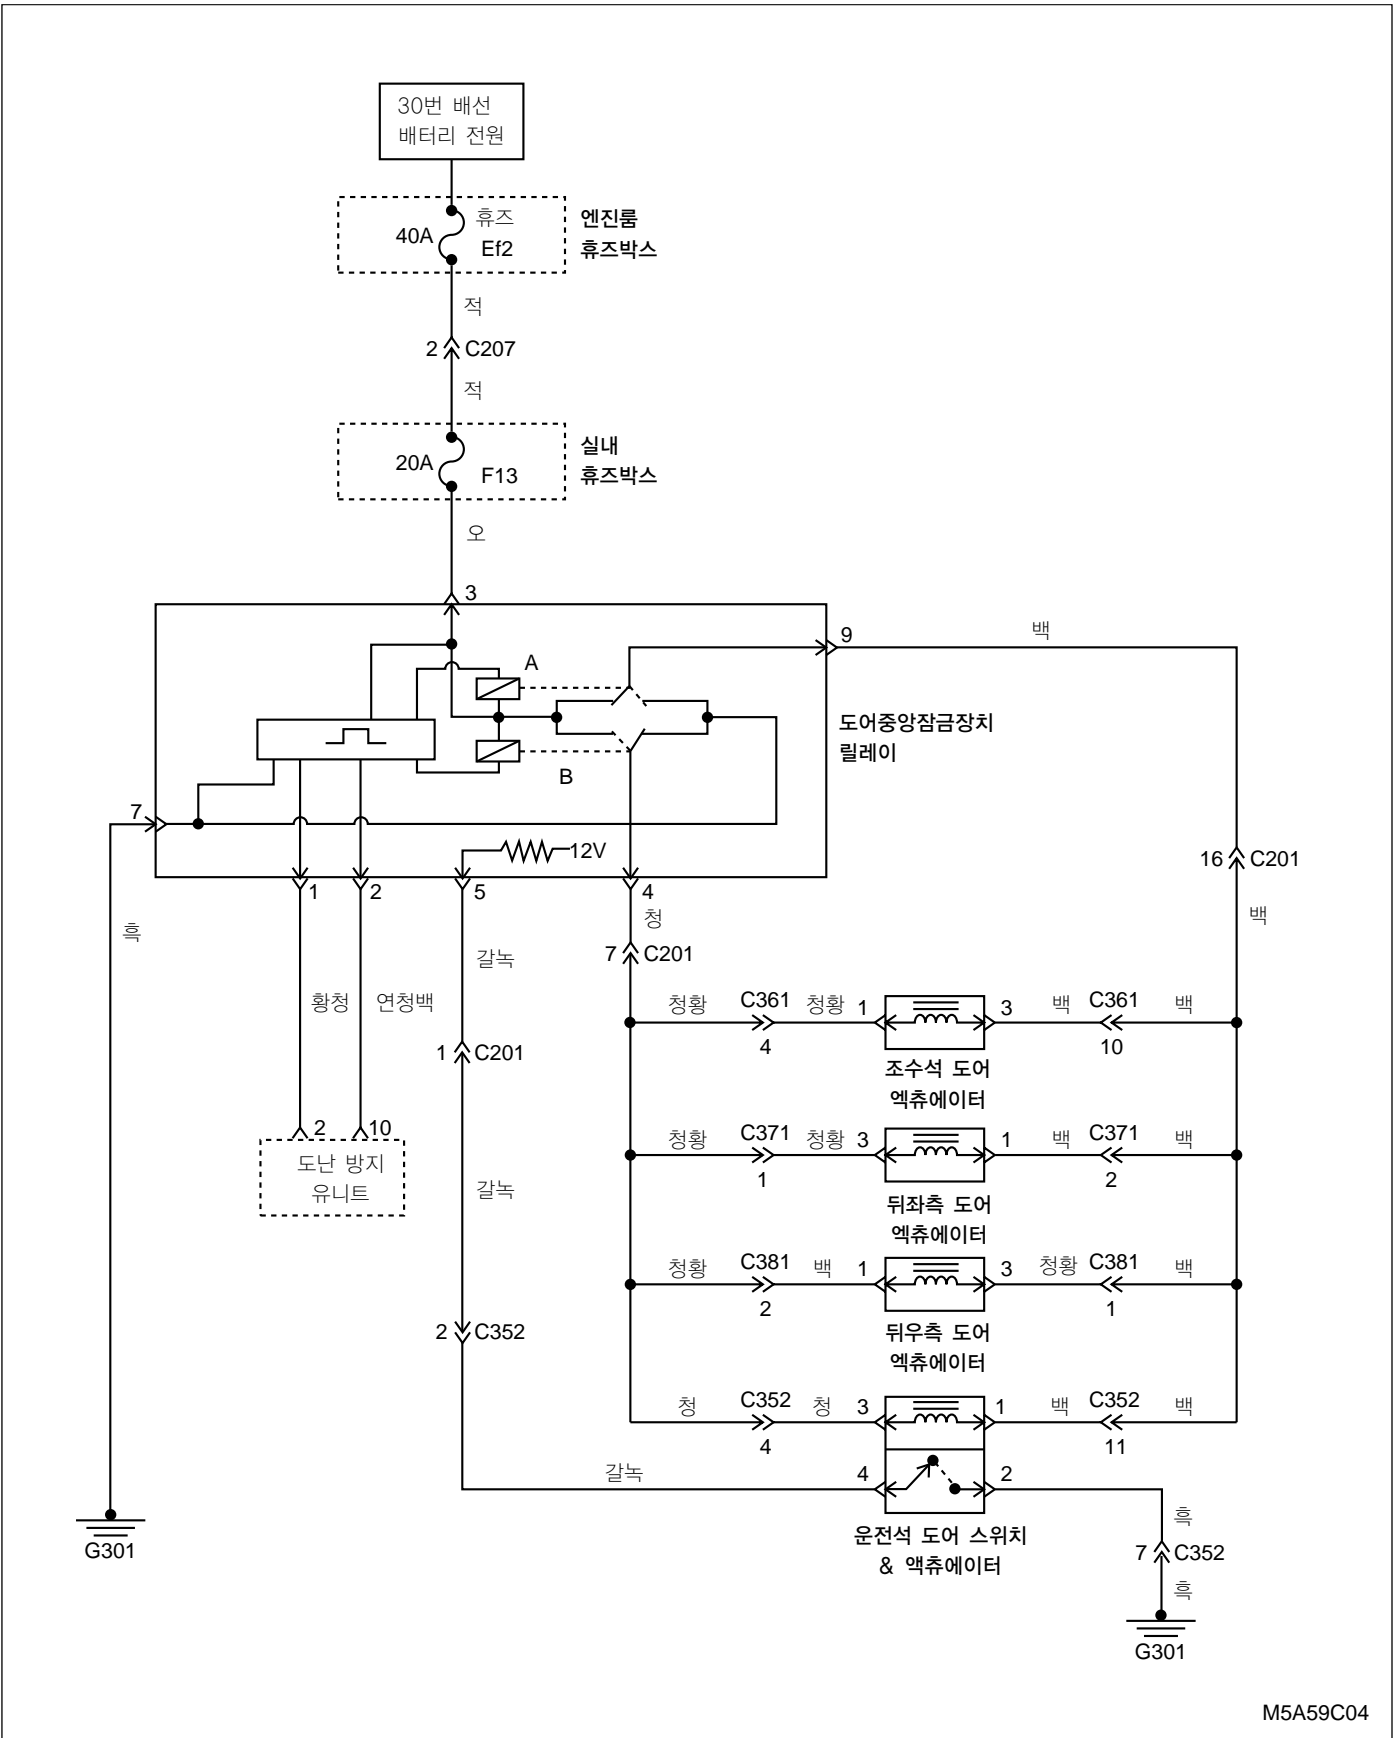 30번 배선
배터리 전원
40A
휴즈
Ef2
엔진룸
휴즈박스
적
2
C207
적
20A
F13
실내
휴즈박스
오
3
9
백
A
B
도어중앙잠금장치
릴레이
7
12V
1
2
5
4
흑
황청
연청백
갈녹
청
7
C201
16
C201
백
1
C201
2
10
도난 방지
유니트
갈녹
2
C352
청황
C361
4
청황
1
3
백
C361
10
백
조수석 도어
엑츄에이터
청황
C371
1
청황
3
1
백
C371
2
백
뒤좌측 도어
엑츄에이터
청황
C381
2
백
1
3
청황
C381
1
백
뒤우측 도어
엑츄에이터
청
C352
4
청
3
1
백
C352
11
백
갈녹
4
2
운전석 도어 스위치
& 액츄에이터
흑
7
C352
흑
G301
G301
M5A59C04